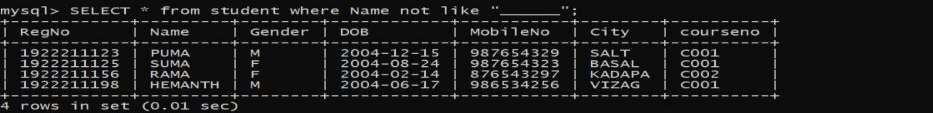 mysql> SELECT * from student where Name not like "______";
+------------+---------+--------+------------+-----------+--------+----------+
| RegNo      | Name    | Gender | DOB        | MobileNo  | City   | courseno |
+------------+---------+--------+------------+-----------+--------+----------+
| 1922211123 | PUMA    | M      | 2004-12-15 | 987654329 | SALT   | C001     |
| 1922211125 | SUMA    | F      | 2004-08-24 | 987654323 | BASAL  | C001     |
| 1922211156 | RAMA    | F      | 2004-02-14 | 876543297 | KADAPA | C002     |
| 1922211198 | HEMANTH | M      | 2004-06-17 | 986534256 | VIZAG  | C001     |
+------------+---------+--------+------------+-----------+--------+----------+
4 rows in set (0.01 sec)